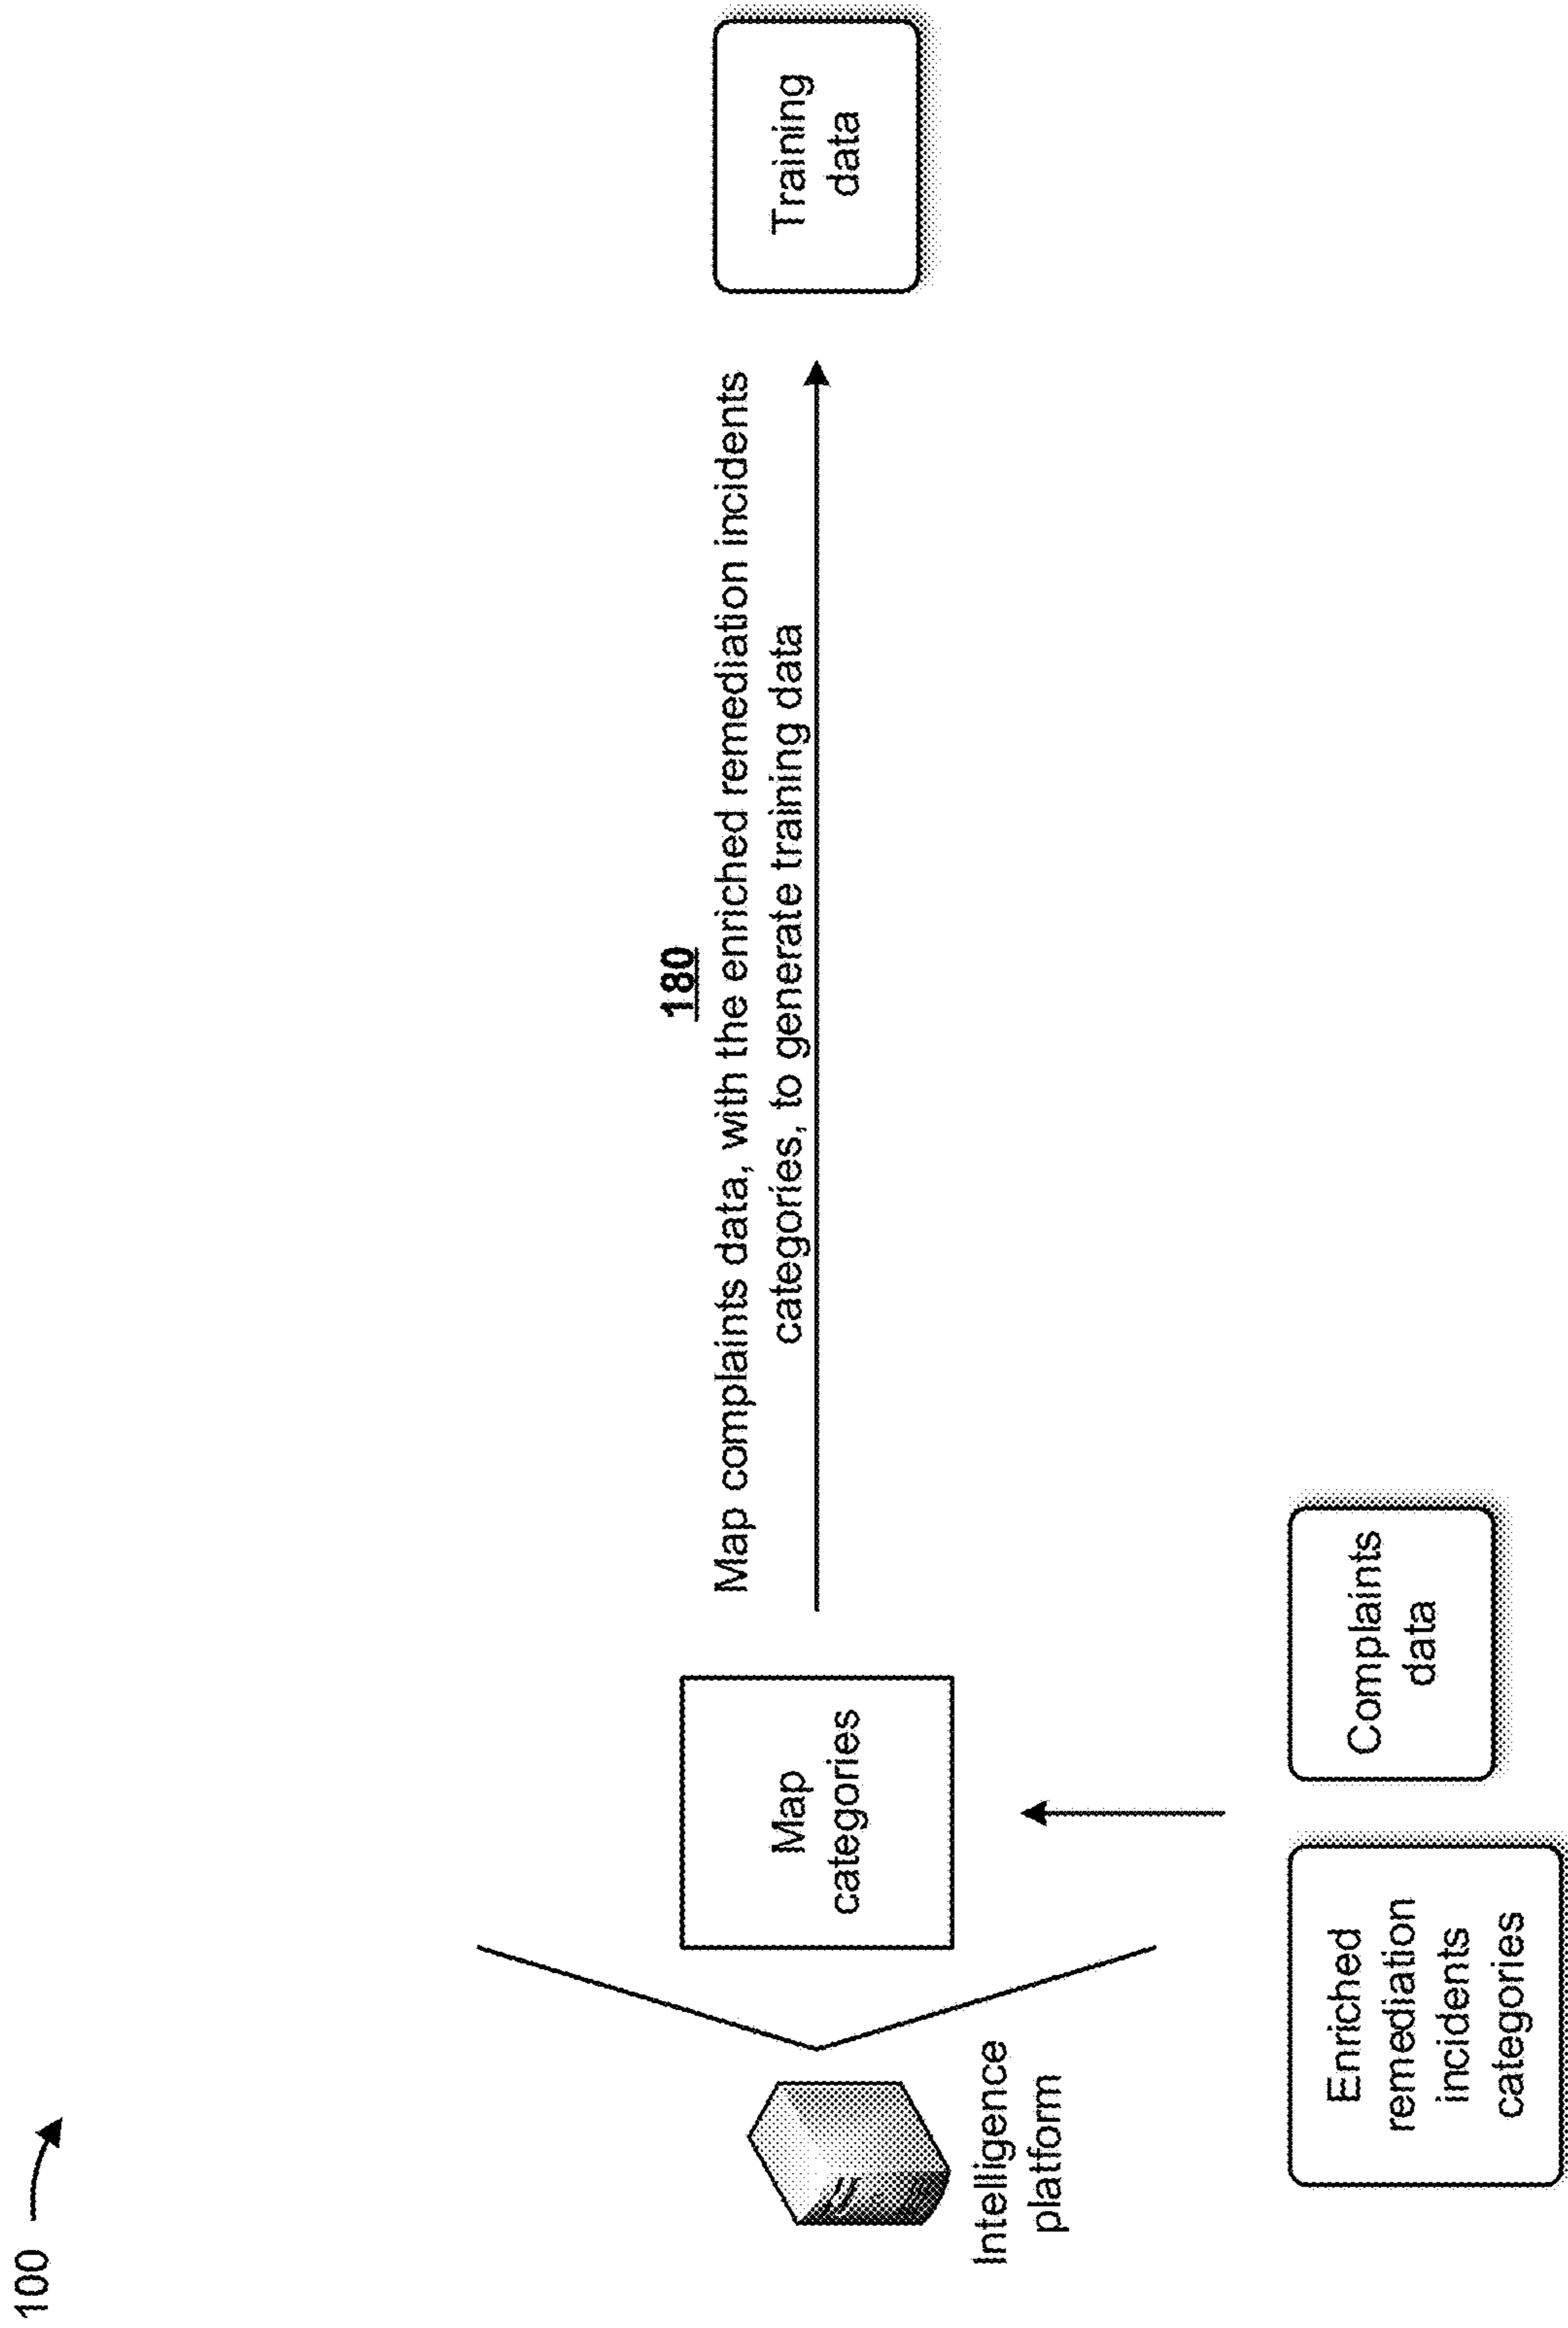 100
180
Map complaints data, with the enriched remediation incidents
categories, to generate training data
Training
data
Map
categories
Intelligence
platform
Enriched
remediation
incidents
categories
Complaints
data